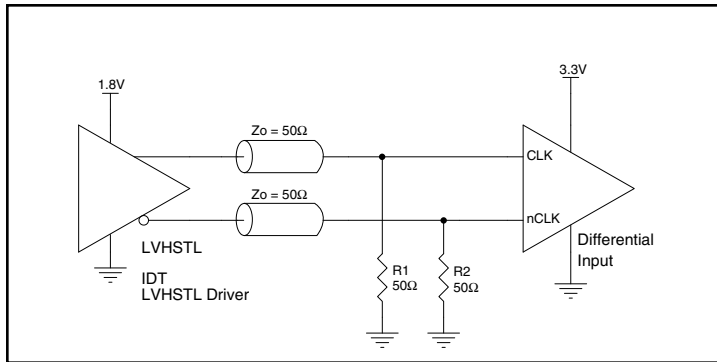 1.8V
3.3V
Zo = 50Ω
CLK
Zo = 50Ω
nCLK
LVHSTL
IDT
LVHSTL Driver
R1
50Ω
R2
50Ω
Differential
Input